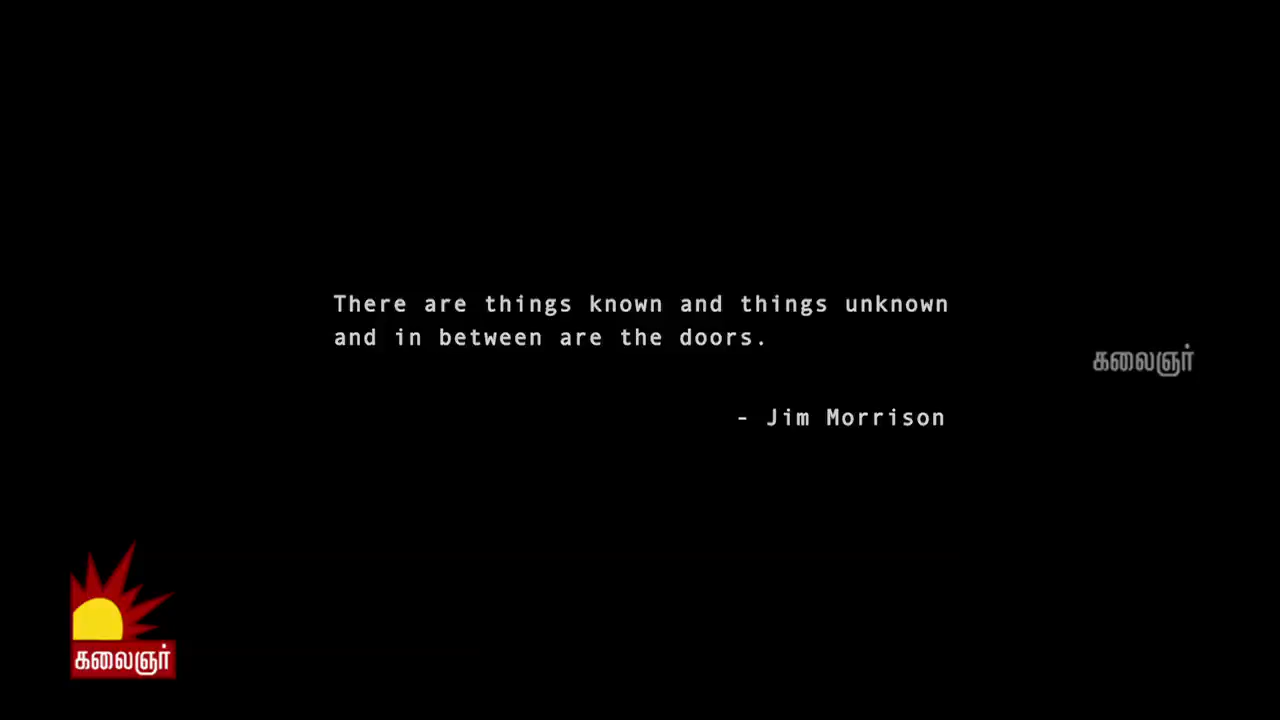 There are things known and things unknown
and in between are the doors.
கலைஞர்
- Jim Morrison
கலைஞர்